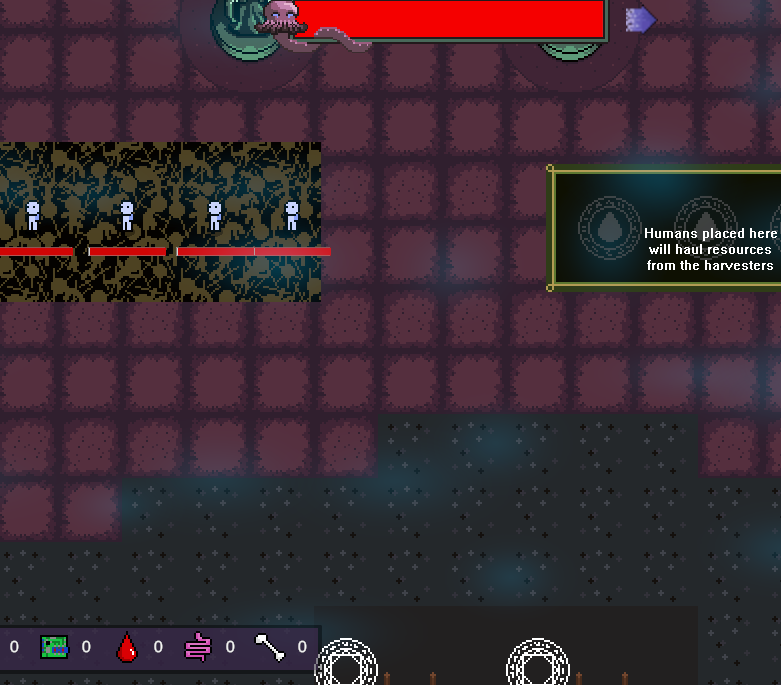 Humans placed here
will haul resources
from the harvesters
0 0 0 0 0